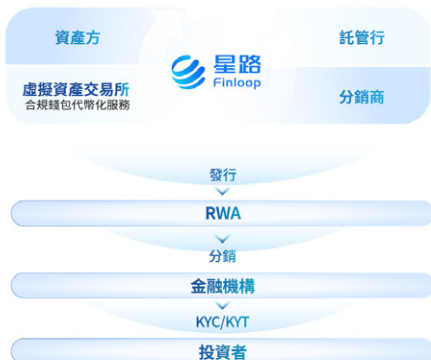 資產方
星路
Finloop
託管行
虛擬資產交易所
合規錢包代幣化服務
分銷商
發行
RWA
分銷
金融機構
KYC/KYT
投資者